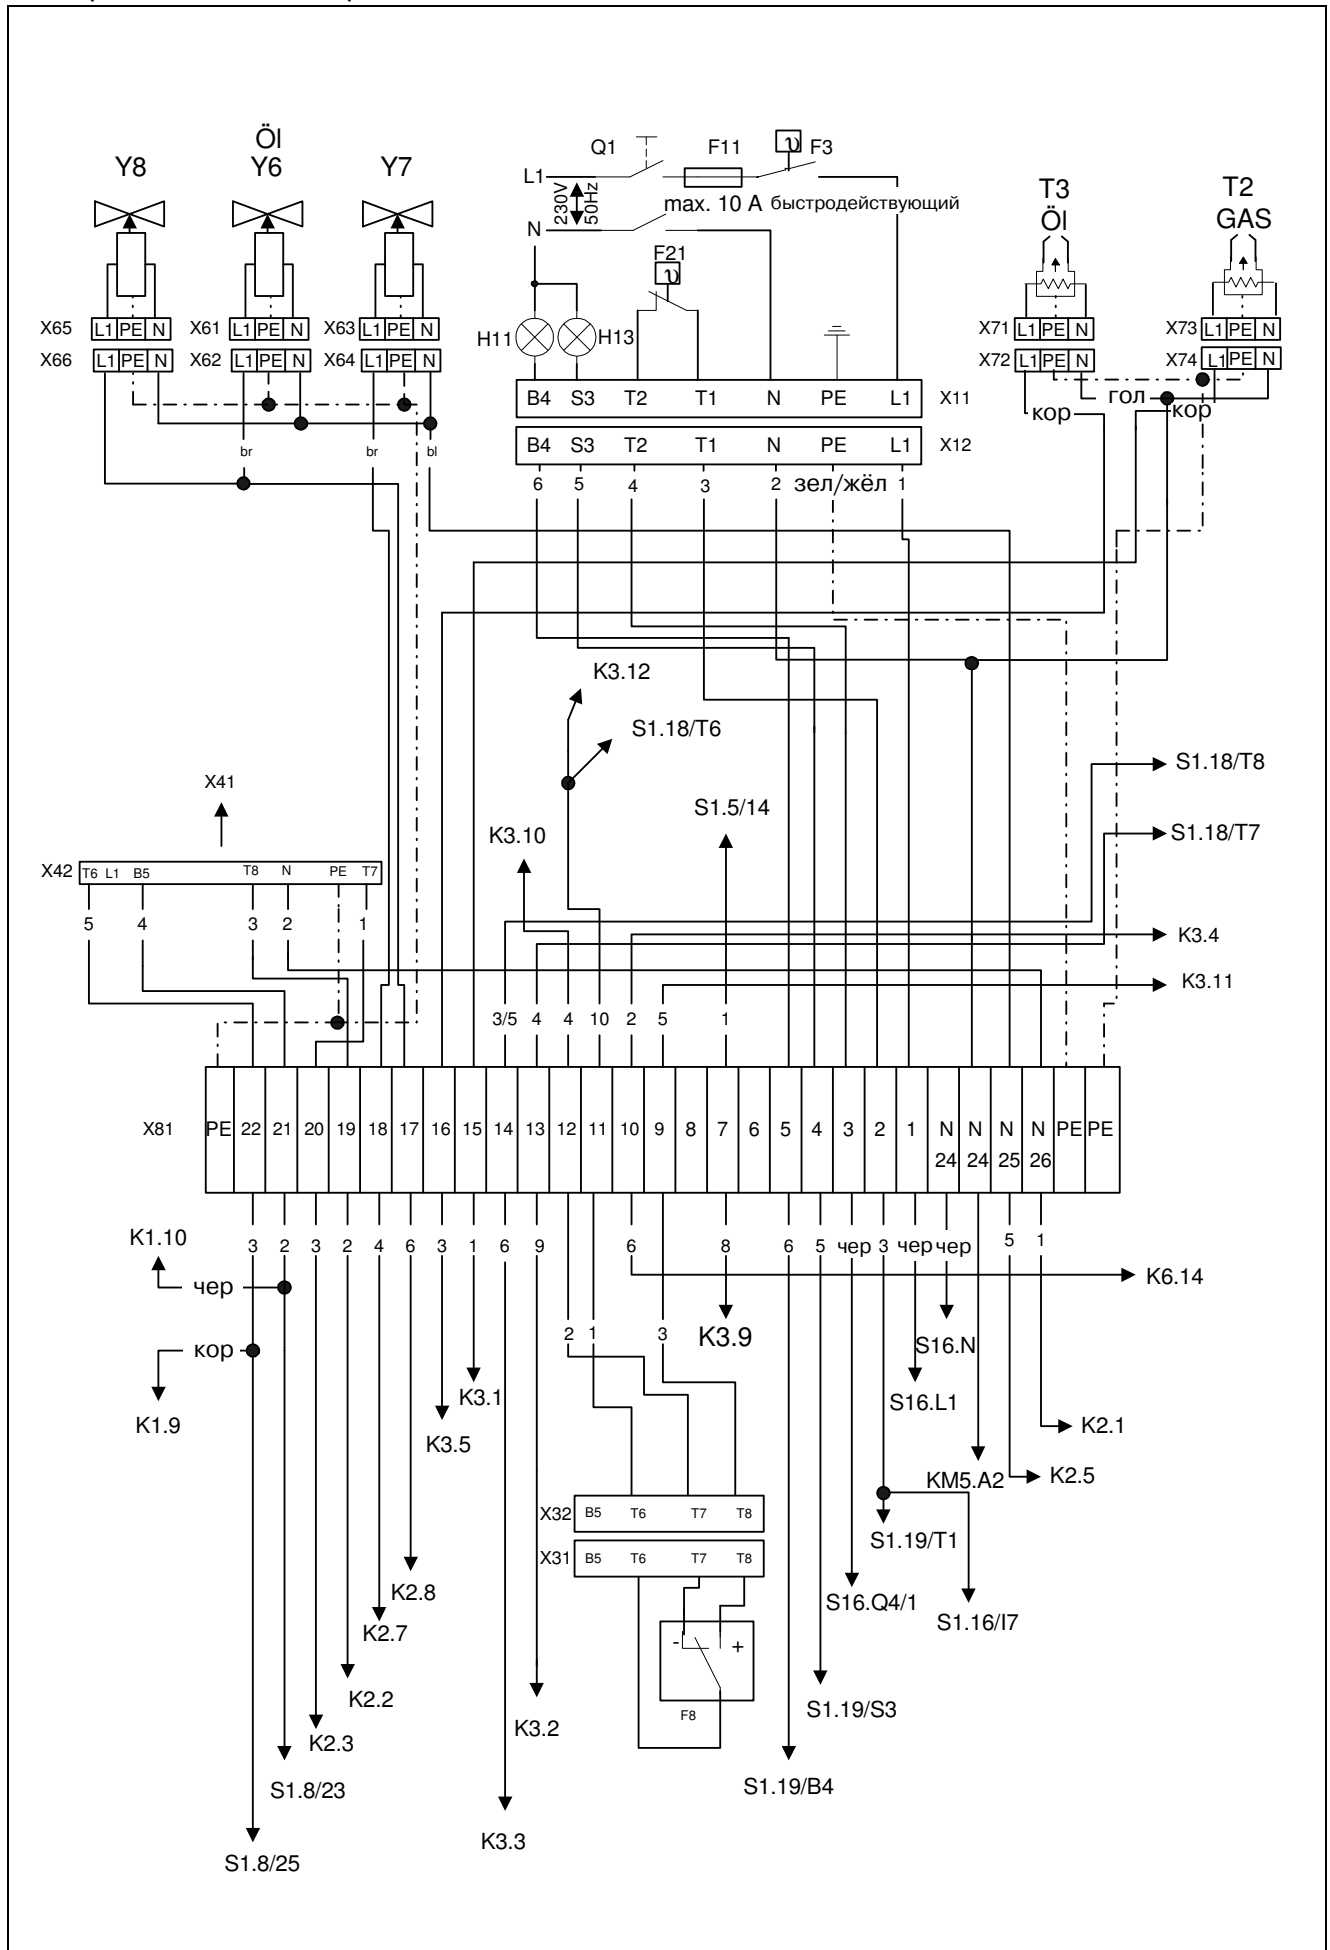 Öl
Y8 Y6 Y7
Q1 F11 F3
υ
L1
230V
50Hz
max. 10 A быстродействующий
N
F21
υ
H11 H13
T3
Öl
T2
GAS
X65 L1 PE N X61 L1 PE N X63 L1 PE N
X66 L1 PE N X62 L1 PE N X64 L1 PE N
X71 L1 PE N X73 L1 PE N
X72 L1 PE N X74 L1 PE N
B4 S3 T2 T1 N PE L1 X11
гол
кор кор
B4 S3 T2 T1 N PE L1 X12
br br bl
6 5 4 3 2 зел/жёл 1
K3.12
S1.18/T6
S1.18/T8
X41
S1.5/14
K3.10
S1.18/T7
X42 T6 L1 B5 T8 N PE T7
5 4 3 2 1
K3.4
K3.11
3/5 4 4 10 2 5 1
X81 PE 22 21 20 19 18 17 16 15 14 13 12 11 10 9 8 7 6 5 4 3 2 1 N N N N PE PE
24 24 25 26
K1.10
3 2 3 2 4 6 3 1 6 9 6 8 6 5 чер 3 чер чер 5 1
K6.14
чер
2 1 3
K3.9
S16.N
кор
K3.1
S16.L1
K1.9
K3.5
K2.1
K2.5
KM5.A2
X32 B5 T6 T7 T8
S1.19/T1
X31 B5 T6 T7 T8
K2.8
S16.Q4/1
S1.16/I7
K2.7
- +
K2.2
F8
S1.19/S3
K3.2
K2.3
S1.8/23
S1.19/B4
K3.3
S1.8/25